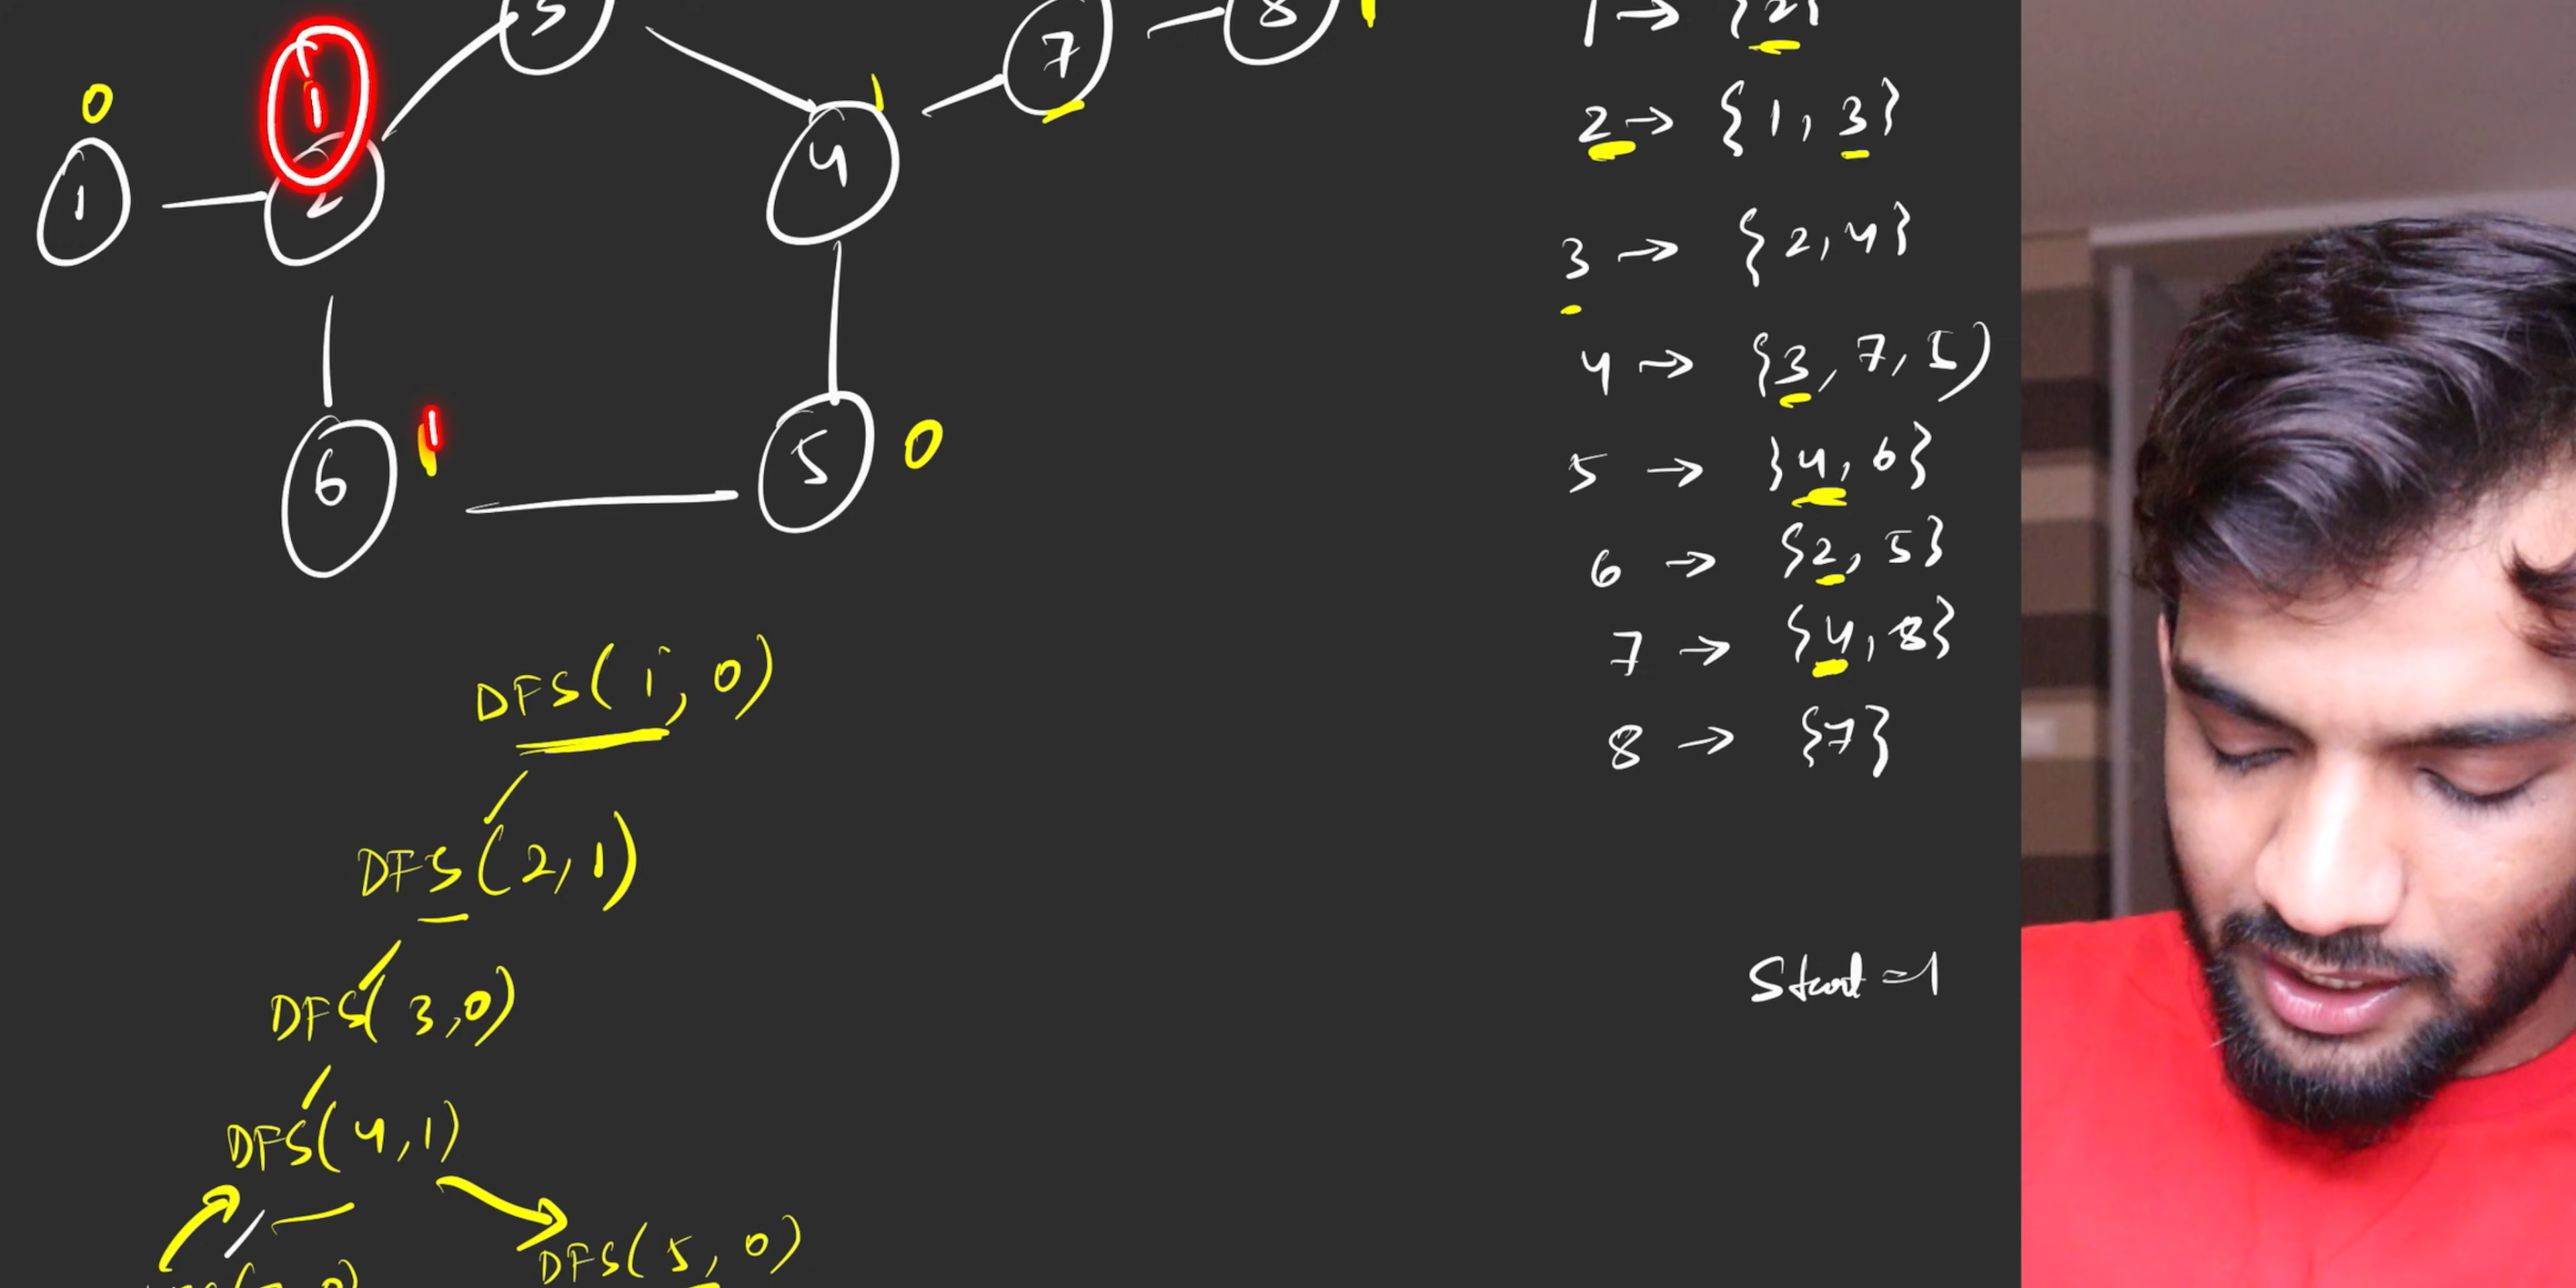 3
7
8
1 → {2}
0
1
1
4
2 → {1, 3}
1
2
3 → {2, 4}
4 → {3, 7, 5)
6
1
5
0
5 → }4, 6}
6 → {2, 5}
DFS(1, 0)
7 → {4, 8}
8 → {7}
DFS(2, 1)
DFS(3, 0)
Start = 1
DFS(4, 1)
DFS(5, 0)